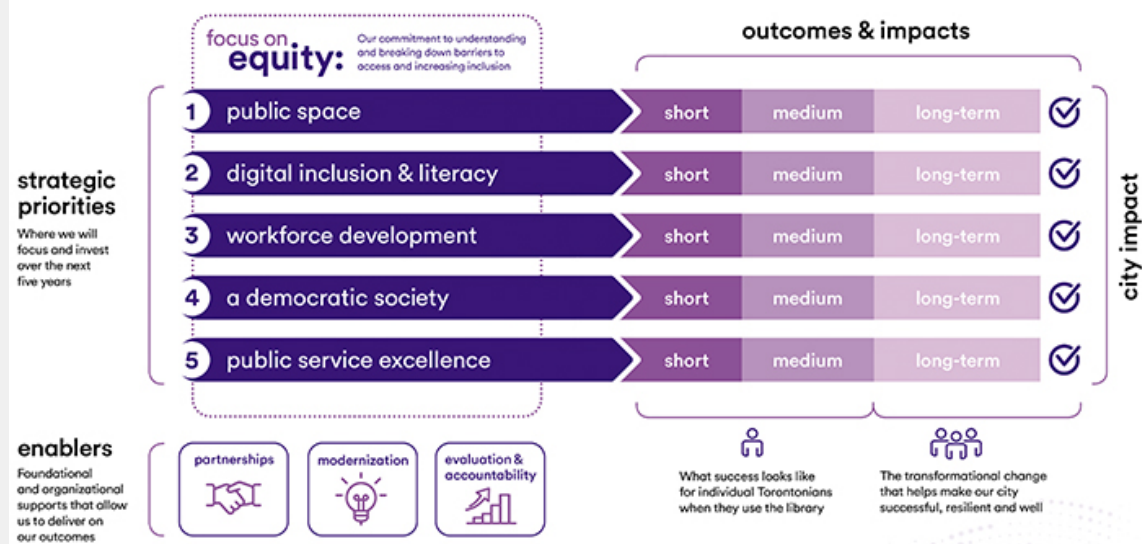 focus on
equity:
Our commitment to understanding
and breaking down barriers to
access and increasing inclusion
outcomes & impacts
strategic
priorities
Where we will
focus and invest
over the next
five years
1 public space short medium long-term
2 digital inclusion & literacy short medium long-term
3 workforce development short medium long-term
4 a democratic society short medium long-term
5 public service excellence short medium long-term
city impact
enablers
Foundational
and organizational
supports that allow
us to deliver on
our outcomes
partnerships
modernization
evaluation &
accountability
What success looks like
for individual Torontonians
when they use the library
The transformational change
that helps make our city
successful, resilient and well